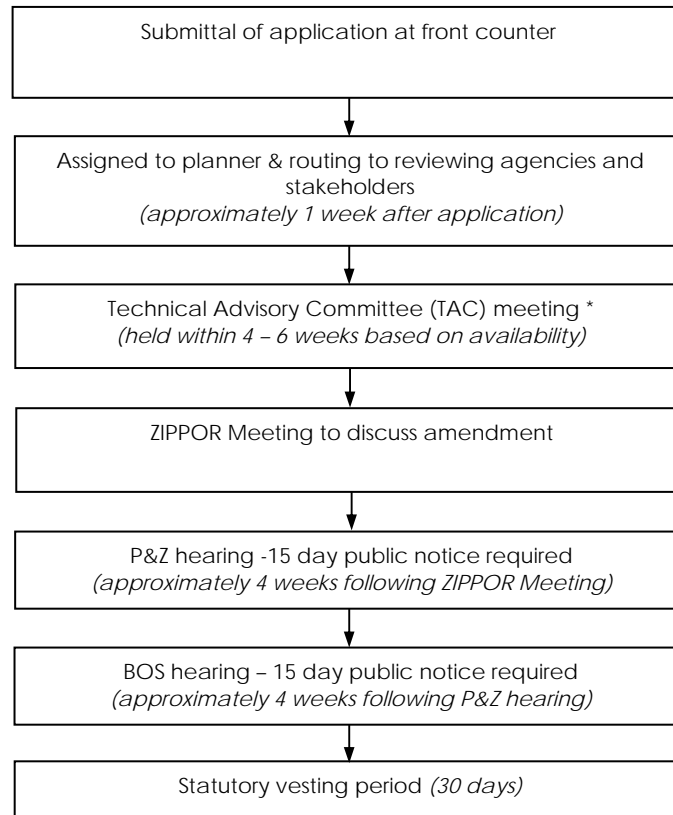 Submittal of application at front counter
Assigned to planner & routing to reviewing agencies and
stakeholders
(approximately 1 week after application)
Technical Advisory Committee (TAC) meeting *
(held within 4 – 6 weeks based on availability)
ZIPPOR Meeting to discuss amendment
P&Z hearing -15 day public notice required
(approximately 4 weeks following ZIPPOR Meeting)
BOS hearing – 15 day public notice required
(approximately 4 weeks following P&Z hearing)
Statutory vesting period (30 days)